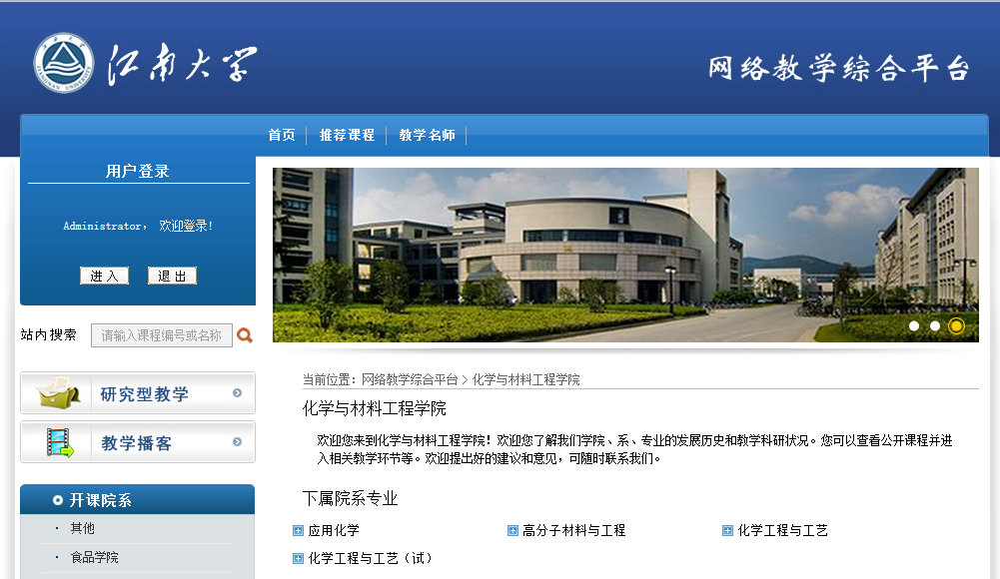 江南大学
网络教学综合平台
首页
推荐课程
教学名师
用户登录
Administrator， 欢迎登录!
进 入
退 出
站内搜索
请输入课程编号或名称
研究型教学
教学播客
开课院系
· 其他
· 食品学院
当前位置：网络教学综合平台 > 化学与材料工程学院
化学与材料工程学院
欢迎您来到化学与材料工程学院！欢迎您了解我们学院、系、专业的发展历史和教学科研状况。您可以查看公开课程并进
入相关教学环节等。欢迎提出好的建议和意见，可随时联系我们。
下属院系专业
应用化学
高分子材料与工程
化学工程与工艺
化学工程与工艺（试）